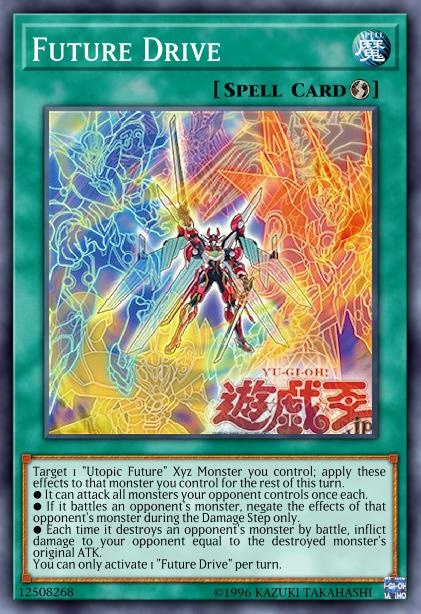 FUTURE DRIVE
SPELL
魔
[SPELL CARD]
YU-GI-OH!
遊戯王
.jp
Target 1 "Utopic Future" Xyz Monster you control; apply these
effects to that monster you control for the rest of this turn.
● It can attack all monsters your opponent controls once each.
● If it battles an opponent's monster, negate the effects of that
opponent's monster during the Damage Step only.
● Each time it destroys an opponent's monster by battle, inflict
damage to your opponent equal to the destroyed monster's
original ATK.
You can only activate 1 "Future Drive" per turn.
12508268
©1996 KAZUKI TAKAHASHI